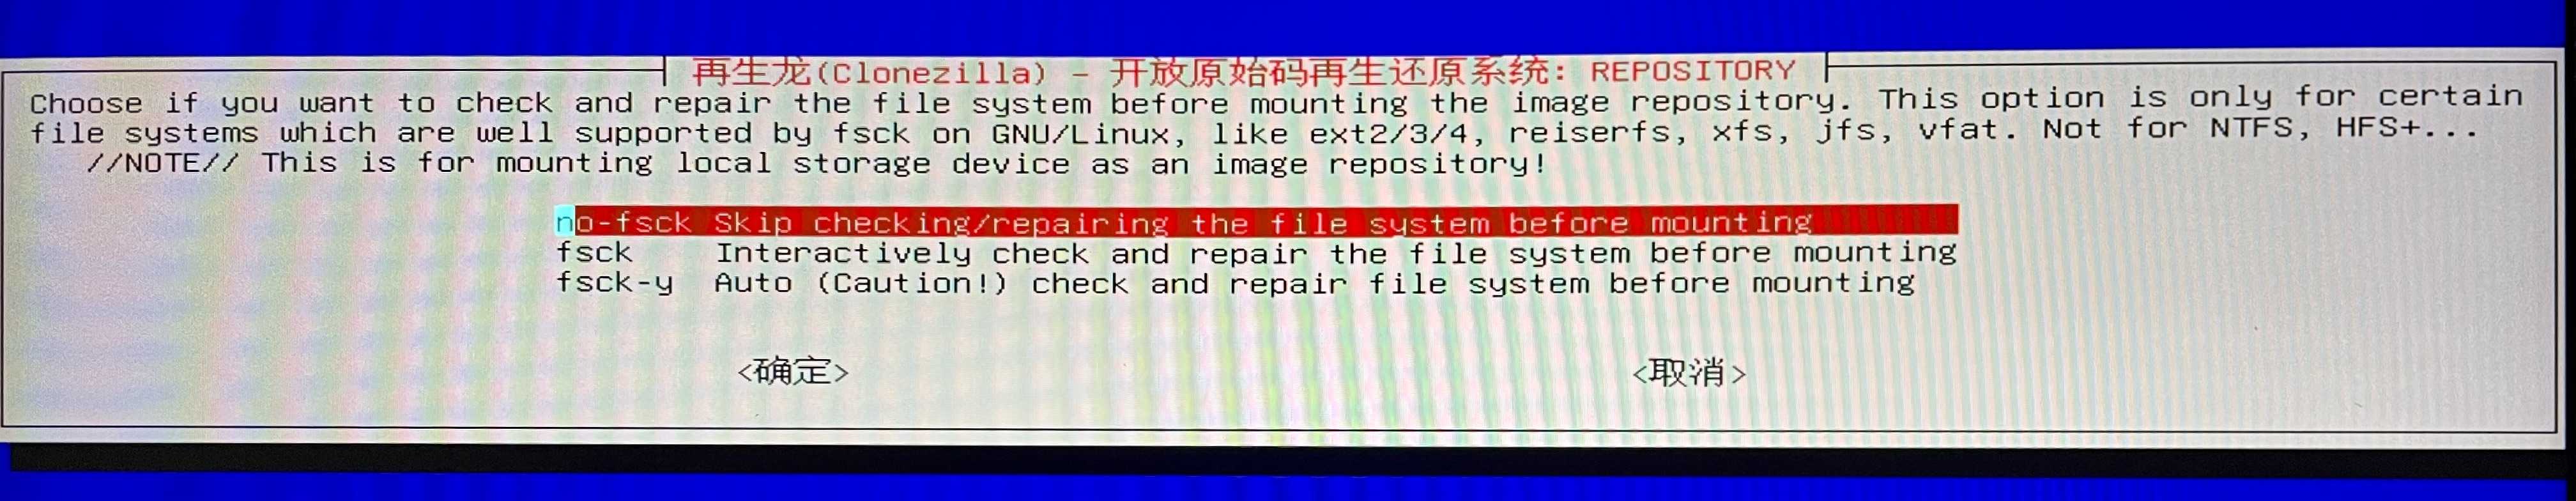 再生龙(Clonezilla) - 开放原始码再生还原系统: REPOSITORY
Choose if you want to check and repair the file system before mounting the image repository. This option is only for certain
file systems which are well supported by fsck on GNU/Linux, like ext2/3/4, reiserfs, xfs, jfs, vfat. Not for NTFS, HFS+...
//NOTE// This is for mounting local storage device as an image repository!
no-fsck Skip checking/repairing the file system before mounting
fsck Interactively check and repair the file system before mounting
fsck-y Auto (Caution!) check and repair file system before mounting
<确定> <取消>